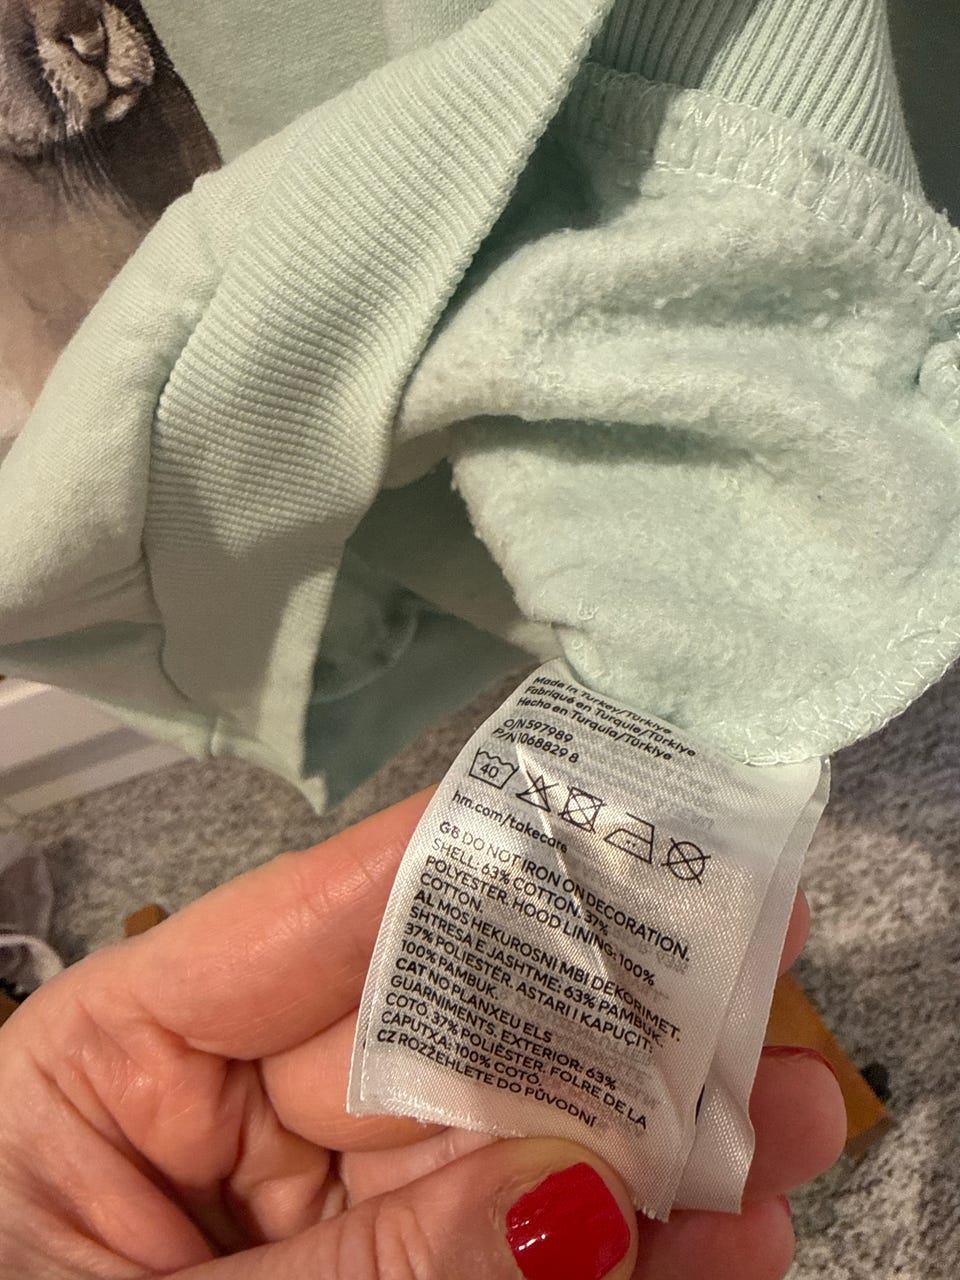 Made in Turkey/Türkiye
Fabriqué en Turquie/Türkiye
Hecho en Turquía/Türkiye
O/N597989
P/N1068829 8
40
hm.com/takecare
GB DO NOT IRON ON DECORATION.
SHELL: 63% COTTON. 37%
POLYESTER. HOOD LINING: 100%
COTTON.
AL MOS HEKUROSNI MBI DEKORIMET.
SHTRESA E JASHTME: 63% PAMBUK.
37% POLIESTËR. ASTARI I KAPUÇIT:
100% PAMBUK.
CAT NO PLANXEU ELS
GUARNIMENTS. EXTERIOR: 63%
COTÓ. 37% POLIÈSTER. FOLRE DE LA
CAPUTXA: 100% COTÓ.
CZ ROZŽEHLETE DO PŮVODNÍ